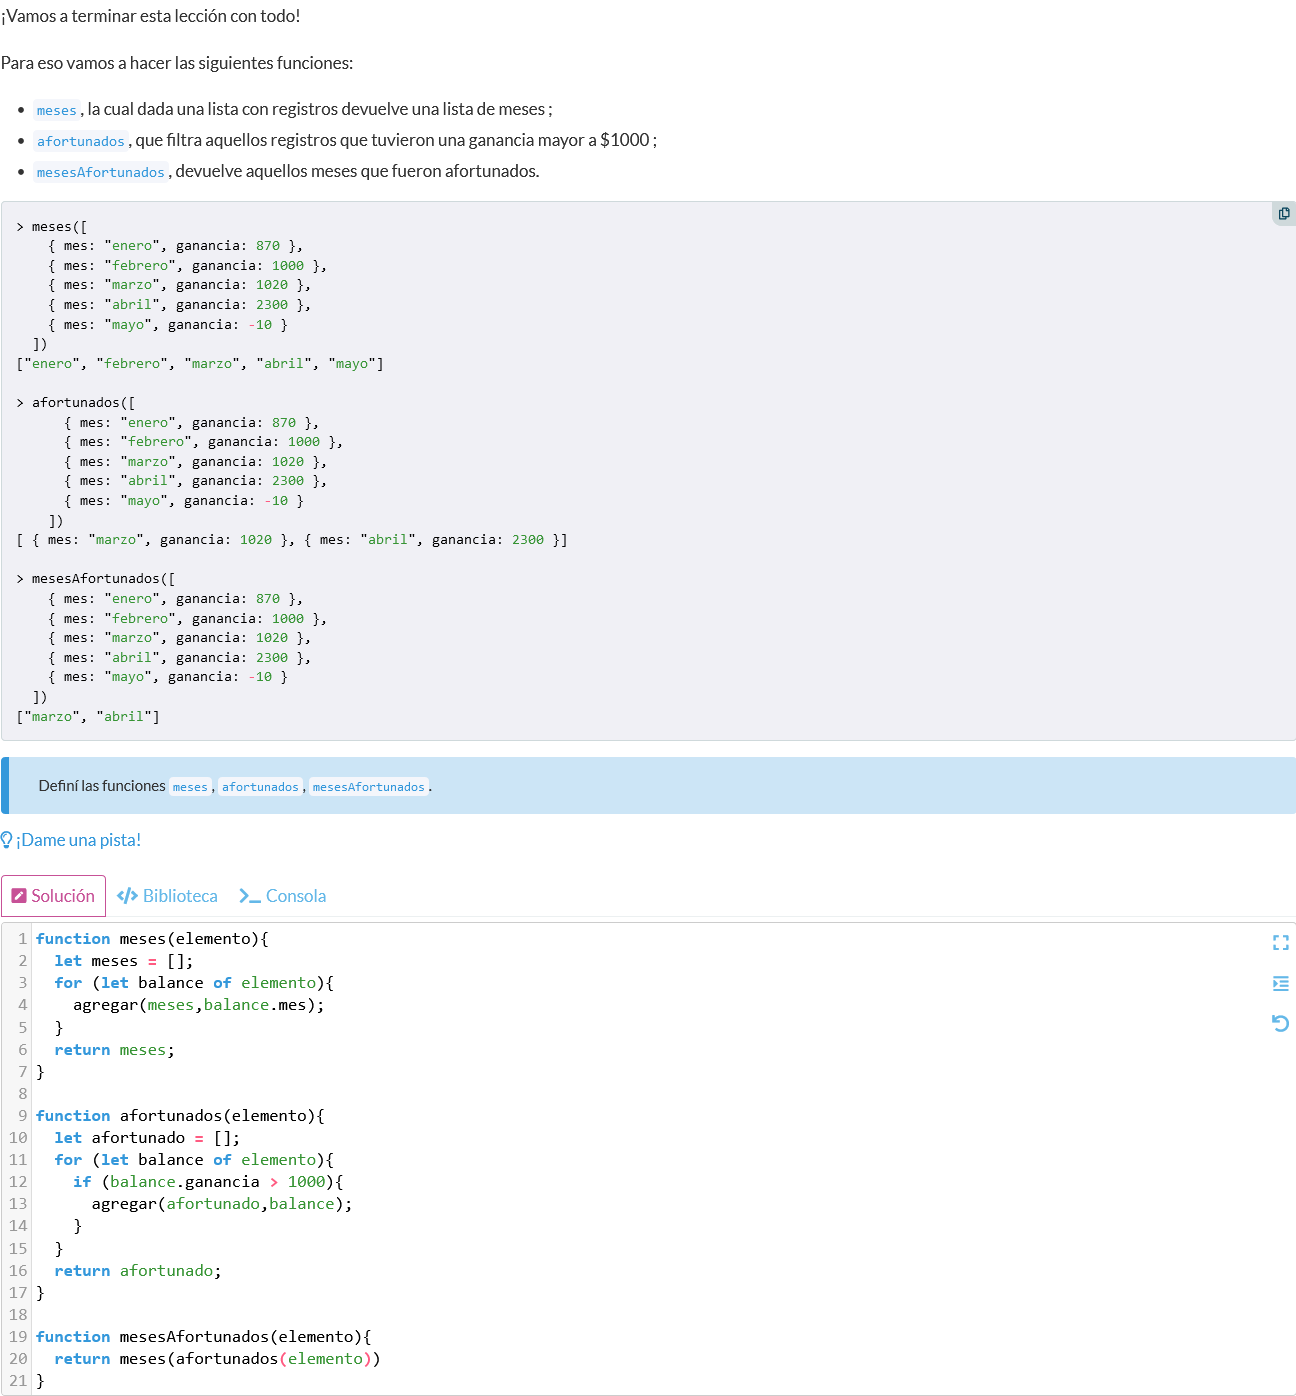 ¡Vamos a terminar esta lección con todo!
Para eso vamos a hacer las siguientes funciones:
• meses, la cual dada una lista con registros devuelve una lista de meses;
• afortunados, que filtra aquellos registros que tuvieron una ganancia mayor a $1000;
• mesesAfortunados, devuelve aquellos meses que fueron afortunados.
> meses([
    { mes: "enero", ganancia: 870 },
    { mes: "febrero", ganancia: 1000 },
    { mes: "marzo", ganancia: 1020 },
    { mes: "abril", ganancia: 2300 },
    { mes: "mayo", ganancia: -10 }
  ])
["enero", "febrero", "marzo", "abril", "mayo"]
> afortunados([
      { mes: "enero", ganancia: 870 },
      { mes: "febrero", ganancia: 1000 },
      { mes: "marzo", ganancia: 1020 },
      { mes: "abril", ganancia: 2300 },
      { mes: "mayo", ganancia: -10 }
    ])
[ { mes: "marzo", ganancia: 1020 }, { mes: "abril", ganancia: 2300 }]
> mesesAfortunados([
    { mes: "enero", ganancia: 870 },
    { mes: "febrero", ganancia: 1000 },
    { mes: "marzo", ganancia: 1020 },
    { mes: "abril", ganancia: 2300 },
    { mes: "mayo", ganancia: -10 }
  ])
["marzo", "abril"]
Definí las funciones meses, afortunados, mesesAfortunados.
¡Dame una pista!
Solución </> Biblioteca >_ Consola
1 function meses(elemento){
2   let meses = [];
3   for (let balance of elemento){
4     agregar(meses,balance.mes);
5   }
6   return meses;
7 }
8
9 function afortunados(elemento){
10   let afortunado = [];
11   for (let balance of elemento){
12     if (balance.ganancia > 1000){
13       agregar(afortunado,balance);
14     }
15   }
16   return afortunado;
17 }
18
19 function mesesAfortunados(elemento){
20   return meses(afortunados(elemento))
21 }